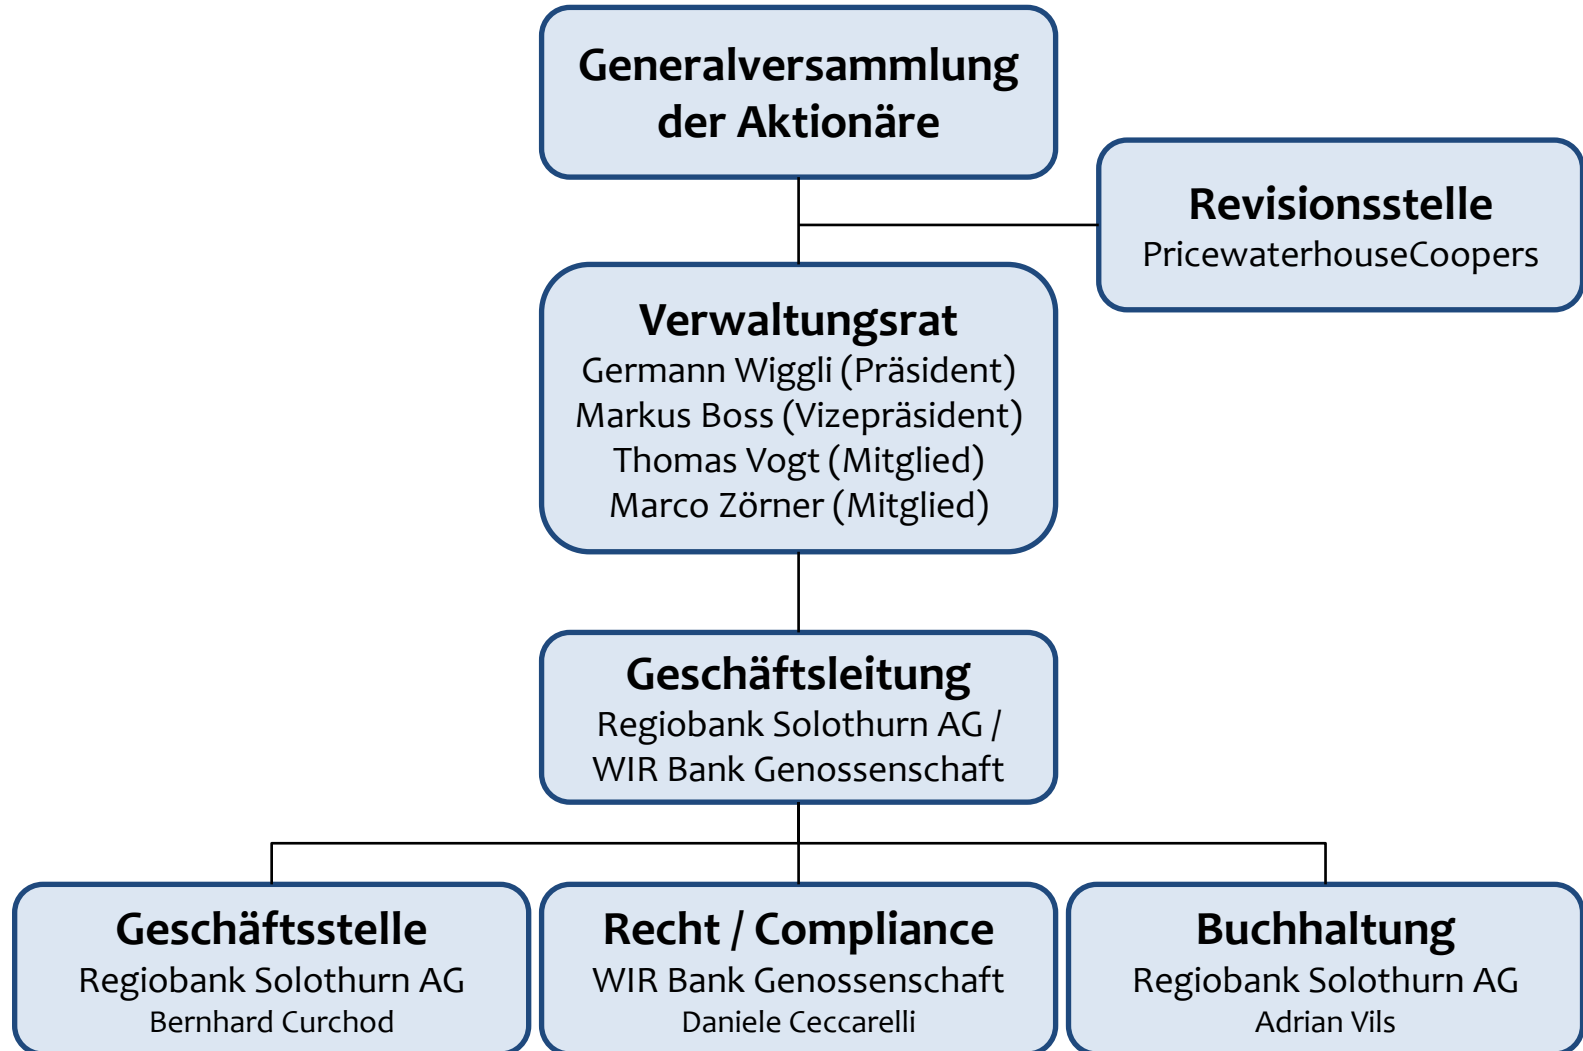 Generalversammlung
der Aktionäre
Revisionsstelle
PricewaterhouseCoopers
Verwaltungsrat
Germann Wiggli (Präsident)
Markus Boss (Vizepräsident)
Thomas Vogt (Mitglied)
Marco Zörner (Mitglied)
Geschäftsleitung
Regiobank Solothurn AG /
WIR Bank Genossenschaft
Geschäftsstelle
Regiobank Solothurn AG
Bernhard Curchod
Recht / Compliance
WIR Bank Genossenschaft
Daniele Ceccarelli
Buchhaltung
Regiobank Solothurn AG
Adrian Vils